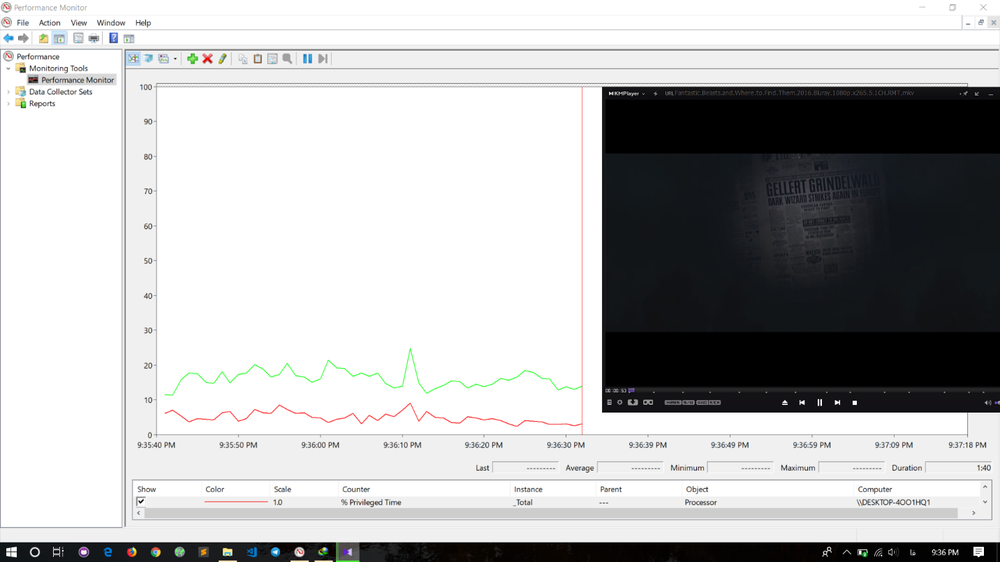 Performance Monitor
File Action View Window Help
Performance
Monitoring Tools
Performance Monitor
Data Collector Sets
Reports
100
90
80
70
60
50
40
30
20
10
0
9:35:40 PM 9:35:50 PM 9:36:00 PM 9:36:10 PM 9:36:20 PM 9:36:30 PM 9:36:39 PM 9:36:49 PM 9:36:59 PM 9:37:09 PM 9:37:18 PM
KMPlayer URL Fantastic.Beasts.and.Where.to.Find.Them.2016.Bluray.1080p.x265.5.1CH.RMT.mkv
GELLERT GRINDELWALD
DARK WIZARD STRIKES AGAIN IN EUROPE
00:00:53
Last --------- Average --------- Minimum --------- Maximum --------- Duration 1:40
Show Color Scale Counter Instance Parent Object Computer
1.0 % Privileged Time _Total --- Processor \\DESKTOP-4OO1HQ1
فا 9:36 PM